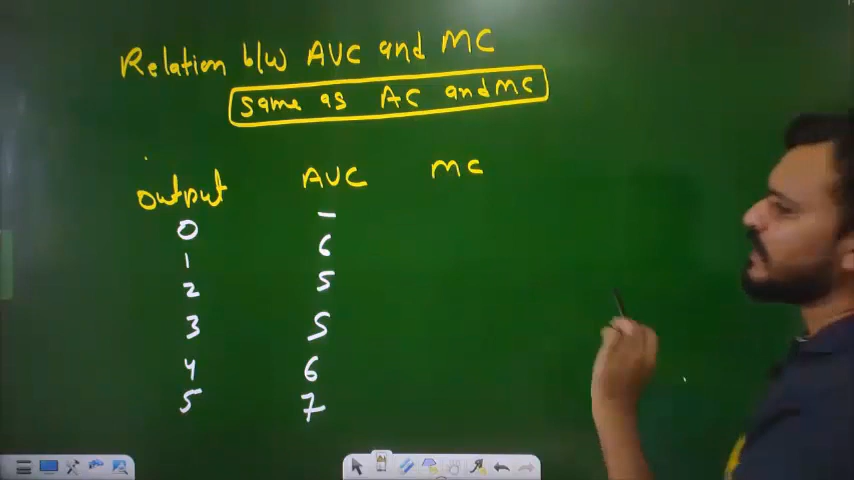 Relation b/w AVC and MC
Same as AC and MC
Output AVC MC
0 –
1 6
2 5
3 5
4 6
5 7